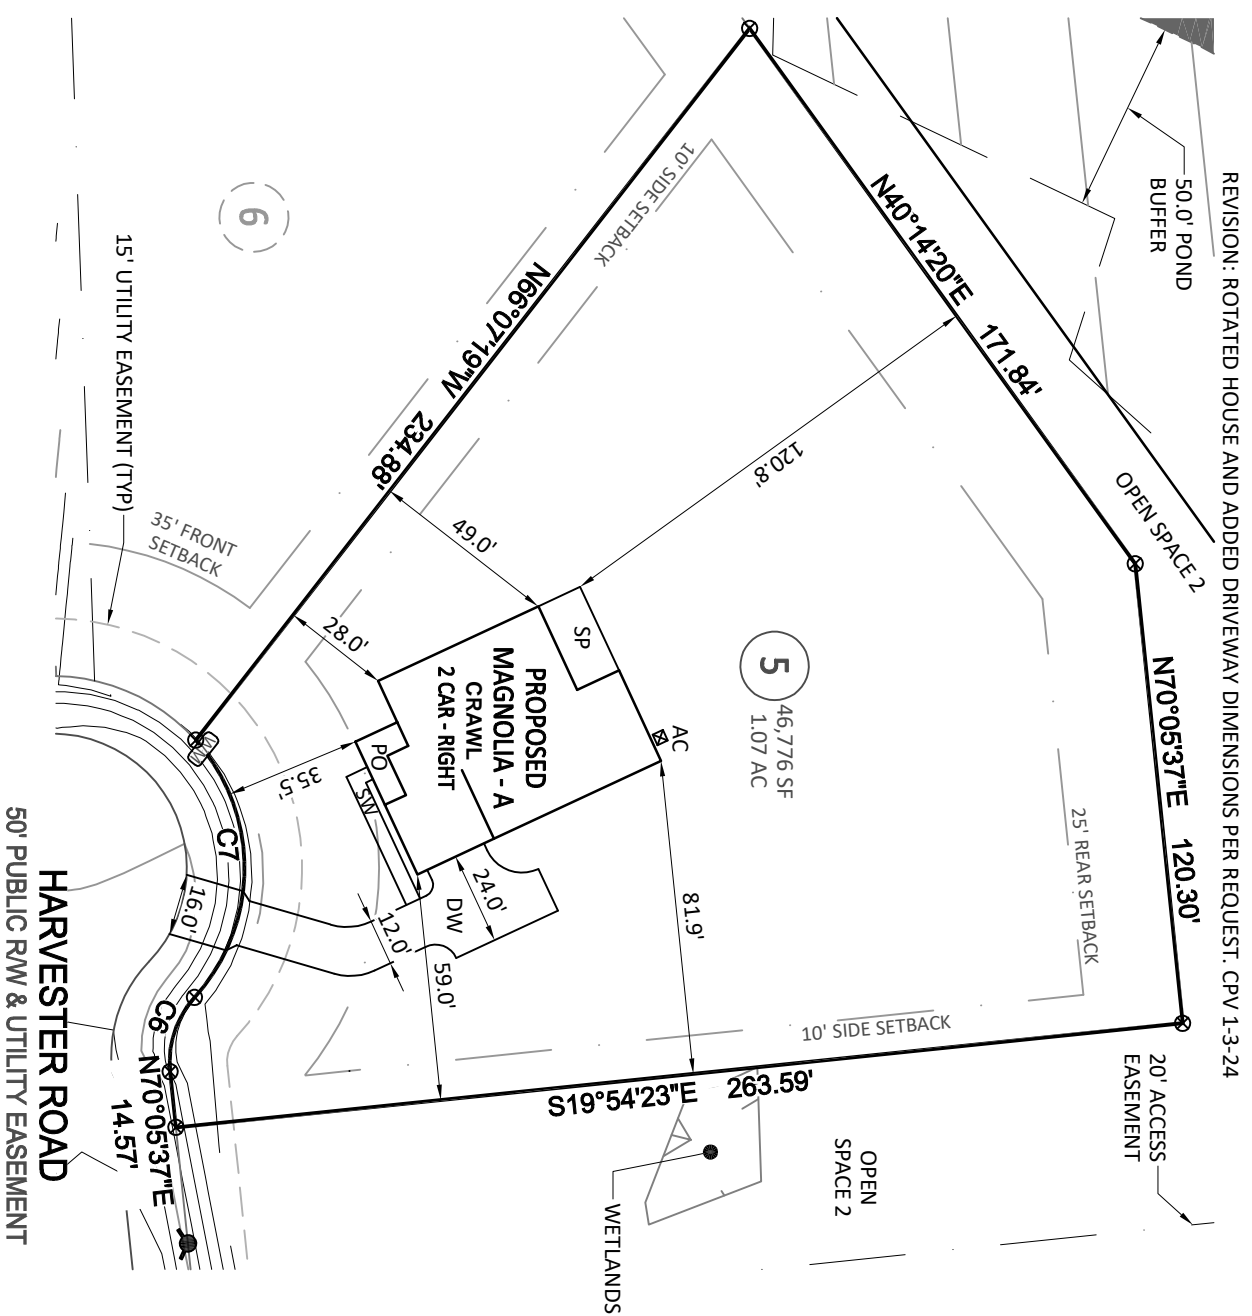 REVISION: ROTATED HOUSE AND ADDED DRIVEWAY DIMENSIONS PER REQUEST. CPV 1-3-24
50.0' POND
BUFFER
N40°14'20"E 171.84'
OPEN SPACE 2
N70°05'37"E 120.30'
20' ACCESS
EASEMENT
10' SIDE SETBACK
120.8'
25' REAR SETBACK
5
46,776 SF
1.07 AC
10' SIDE SETBACK
OPEN
SPACE 2
6
N66°07'19"W 234.88'
49.0'
28.0'
SP
AC
PROPOSED
MAGNOLIA - A
CRAWL
2 CAR - RIGHT
PO
SW
81.9'
S19°54'23"E 263.59'
WETLANDS
24.0'
DW
12.0'
59.0'
35.5'
15' UTILITY EASEMENT (TYP)
35' FRONT
SETBACK
WM
C7
16.0'
C6
N70°05'37"E
14.57'
HARVESTER ROAD
50' PUBLIC R/W & UTILITY EASEMENT